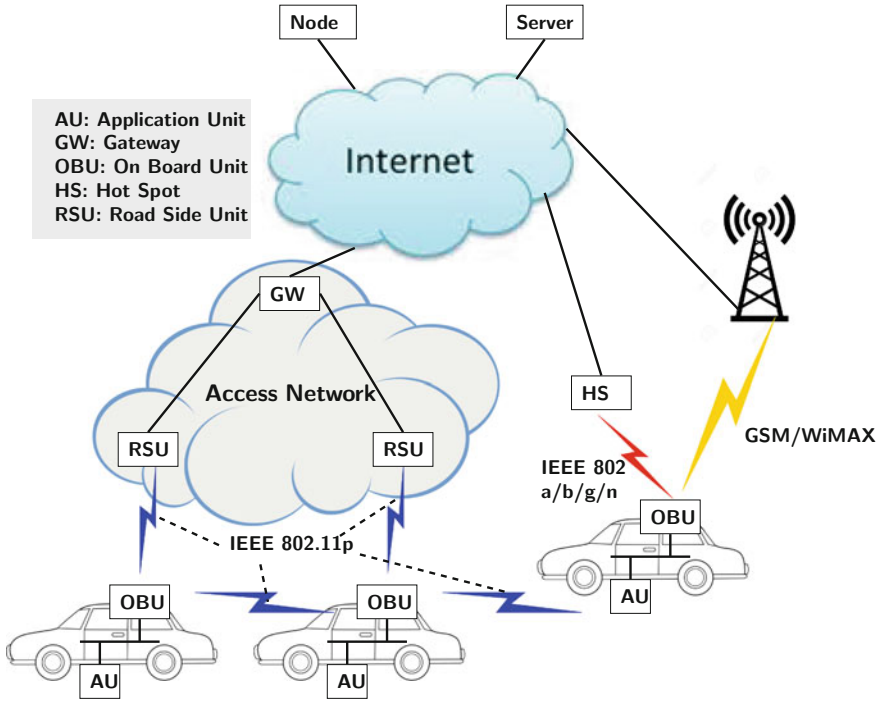 Node
Server
AU: Application Unit
GW: Gateway
OBU: On Board Unit
HS: Hot Spot
RSU: Road Side Unit
Internet
GW
Access Network
HS
RSU
RSU
GSM/WiMAX
IEEE 802
a/b/g/n
OBU
IEEE 802.11p
AU
OBU
OBU
AU
AU